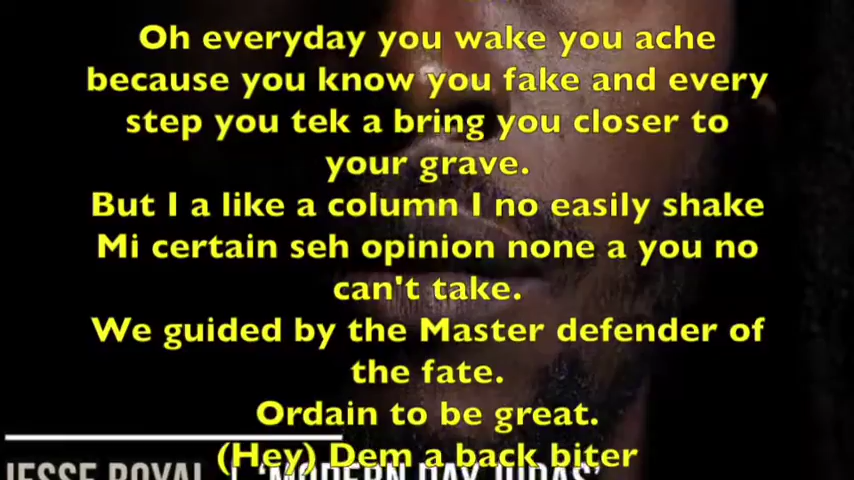 Oh everyday you wake you ache
because you know you fake and every
step you tek a bring you closer to
your grave.
But I a like a column I no easily shake
Mi certain seh opinion none a you no
can't take.
We guided by the Master defender of
the fate.
Ordain to be great.
(Hey) Dem a back biter
JESSE ROYAL | 'MODERN DAY JUDAS'